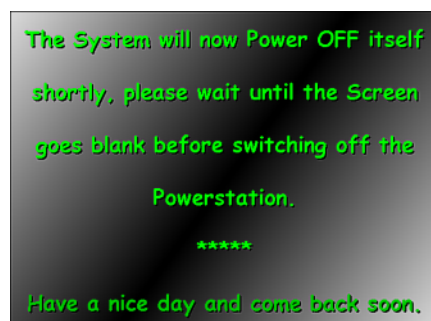 The System will now Power OFF itself
shortly, please wait until the Screen
goes blank before switching off the
Powerstation.
*****
Have a nice day and come back soon.